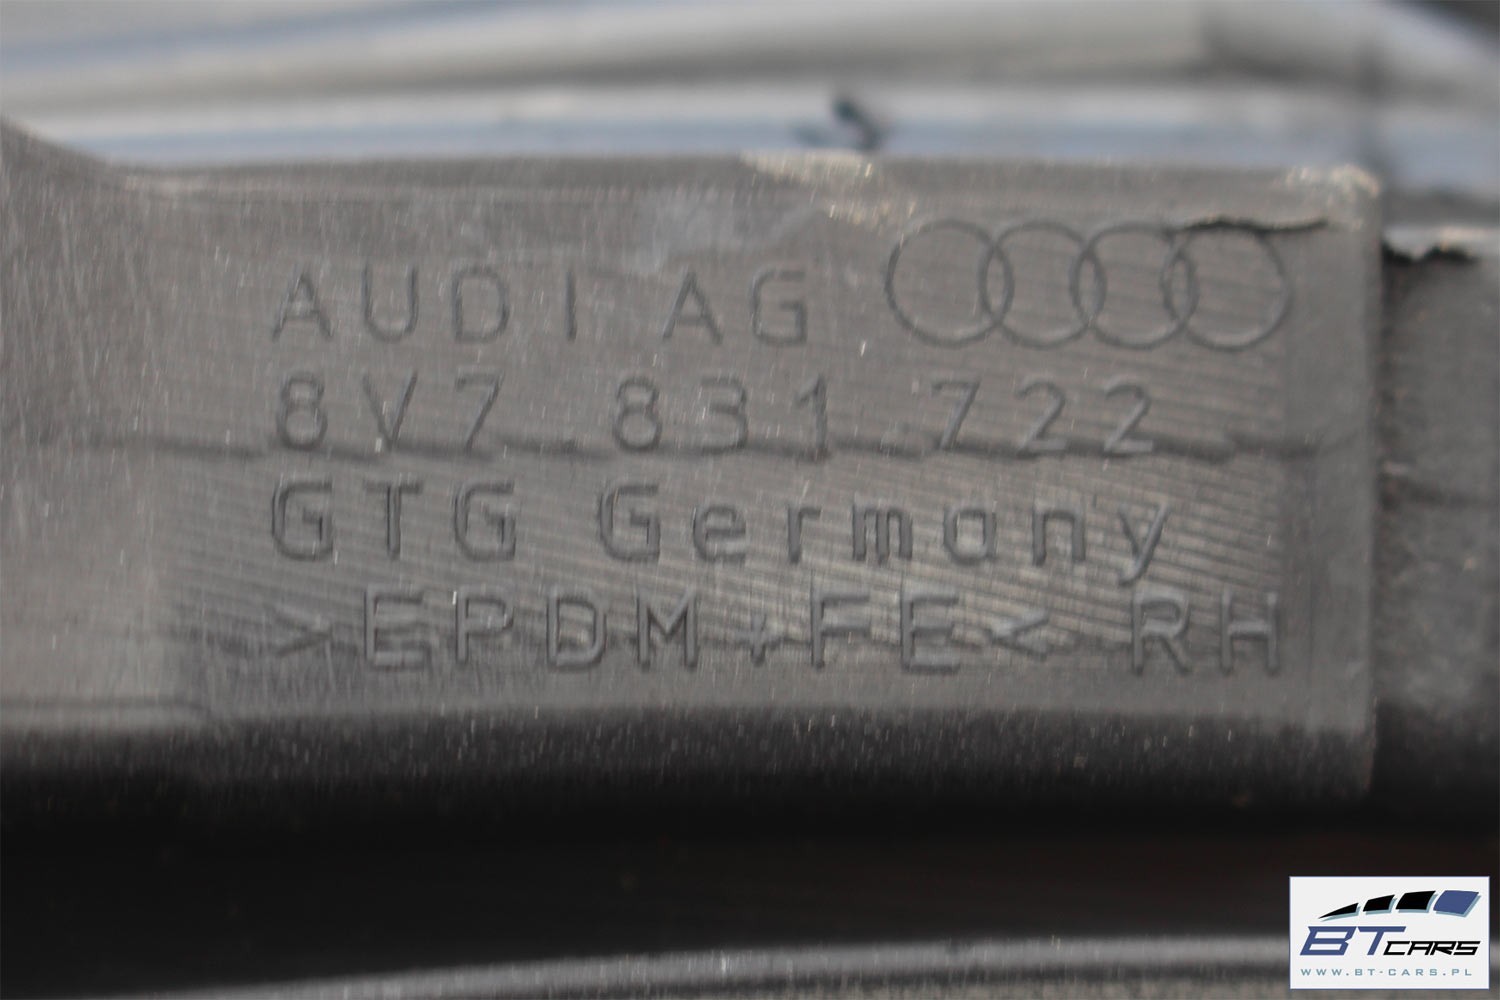 AUDI AG
8V7 831 722
GTG Germany
>EPDM+FE< RH
BTCARS
WWW.BT-CARS.PL